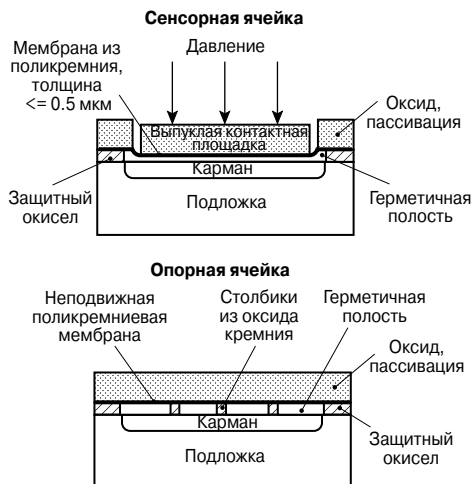 Сенсорная ячейка
Мембрана из
поликремния,
толщина
<= 0.5 мкм
Давление
Оксид,
пассивация
Выпуклая контактная
площадка
Карман
Защитный
окисел
Подложка
Герметичная
полость
Опорная ячейка
Неподвижная
поликремниевая
мембрана
Столбики
из оксида
кремния
Герметичная
полость
Оксид,
пассивация
Карман
Защитный
окисел
Подложка